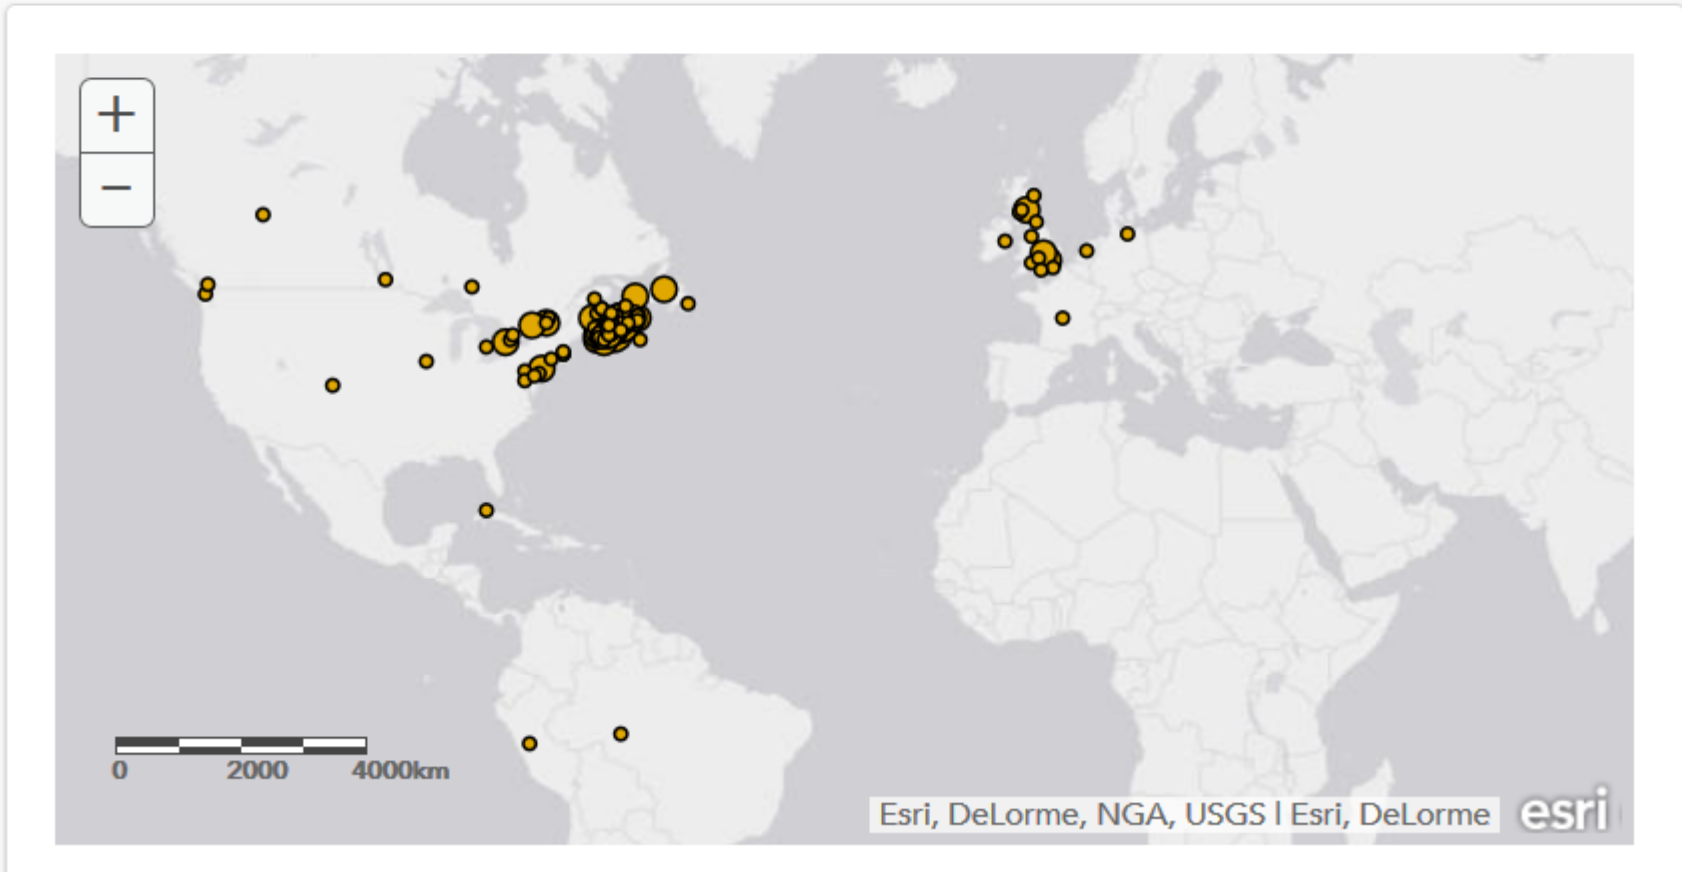 +
−
0 2000 4000km
Esri, DeLorme, NGA, USGS | Esri, DeLorme
esri